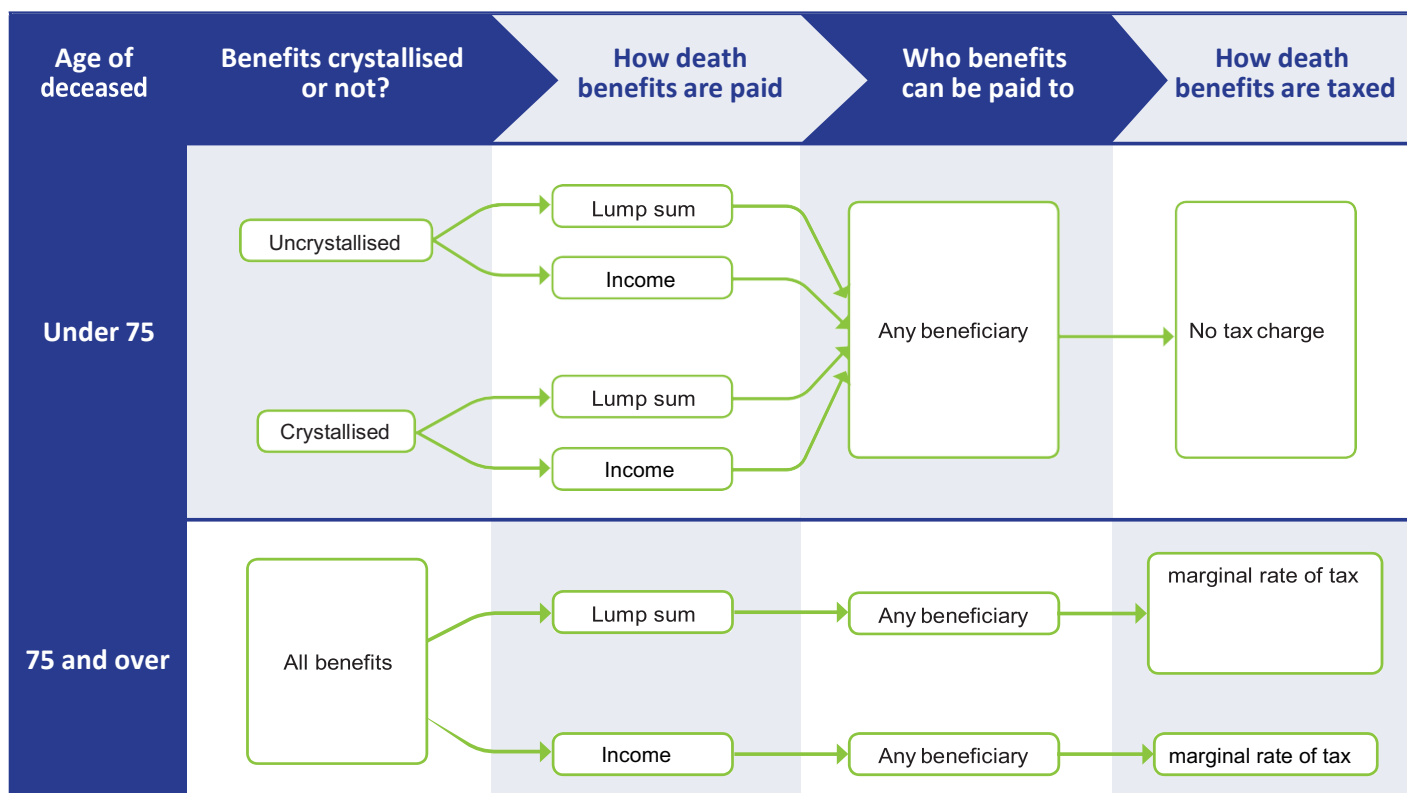 Age of
deceased
Benefits crystallised
or not?
How death
benefits are paid
Who benefits
can be paid to
How death
benefits are taxed
Under 75
Uncrystallised
Lump sum
Income
Crystallised
Lump sum
Income
Any beneficiary
No tax charge
75 and over
All benefits
Lump sum
Any beneficiary
marginal rate of tax
Income
Any beneficiary
marginal rate of tax